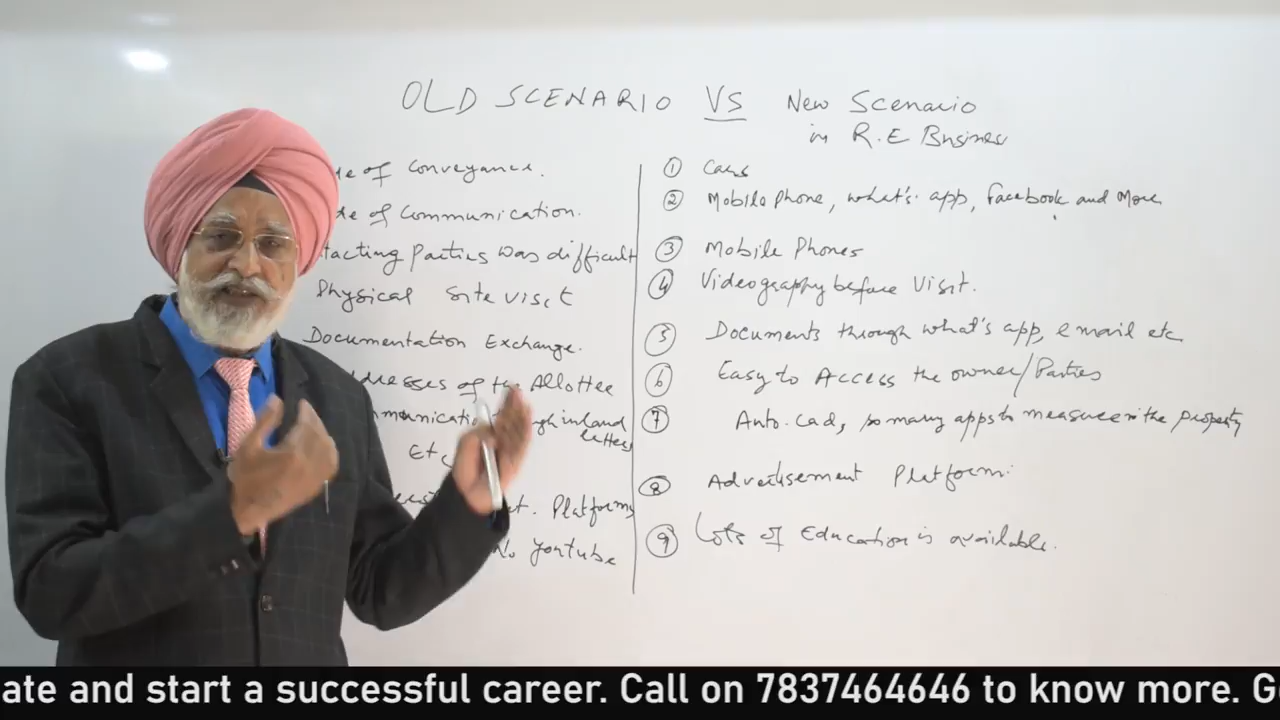 OLD SCENARIO VS New Scenario
in R.E Business
de of Conveyance.
de of Communication.
tacting Parties was difficult
Physical Site visit
Documentation Exchange.
dresses of the Allottee
mmunication through inland
letters
Etc
Platforms
No Youtube
① Cars
② Mobile Phone, what's app, Facebook and More
③ Mobile Phones
④ Videography before Visit.
⑤ Documents through what's app, email etc
⑥ Easy to Access the owner/Parties
⑦ Auto. Cad, so many apps to measure the property
⑧ Advertisement Platform
⑨ Lots of Education is available.
ate and start a successful career. Call on 7837464646 to know more. G